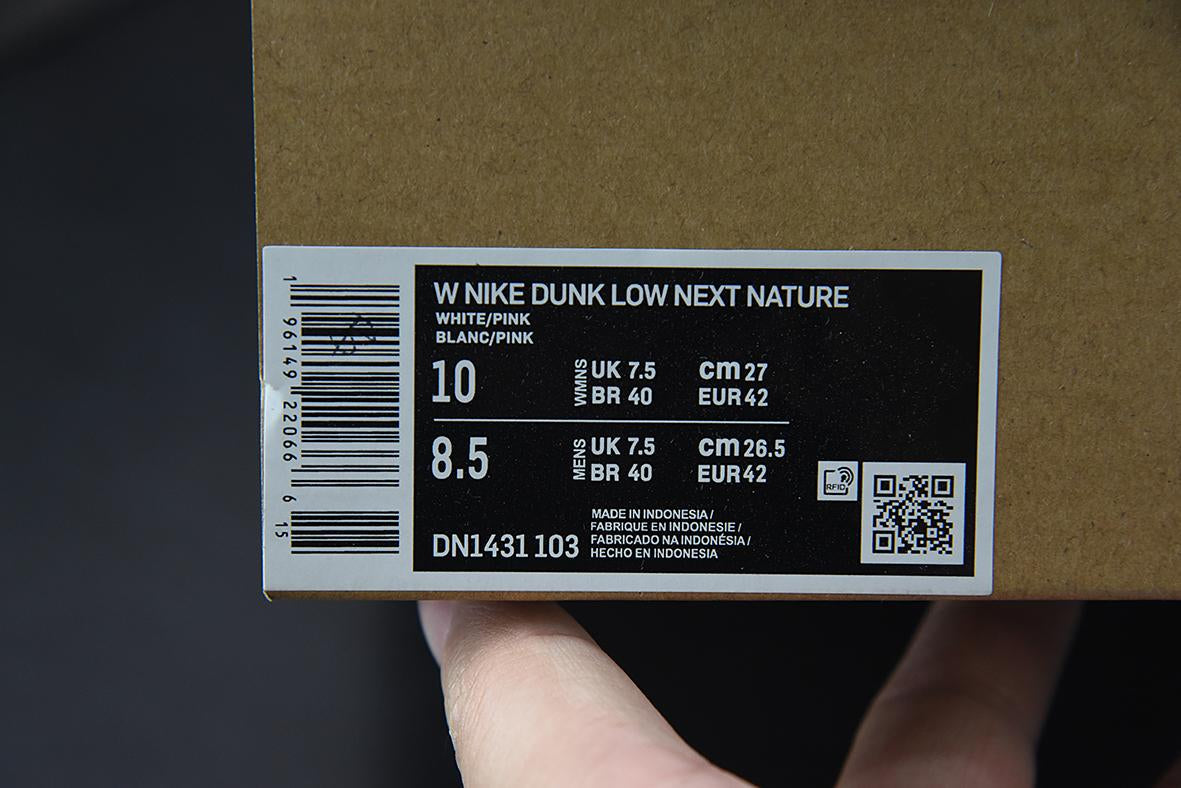 W NIKE DUNK LOW NEXT NATURE
WHITE/PINK
BLANC/PINK
10
WMNS
UK 7.5 cm 27
BR 40 EUR 42
8.5
MENS
UK 7.5 cm 26.5
BR 40 EUR 42
DN1431 103
MADE IN INDONESIA /
FABRIQUE EN INDONESIE /
FABRICADO NA INDONÉSIA /
HECHO EN INDONESIA
RFID
1 96149 22066 6 15